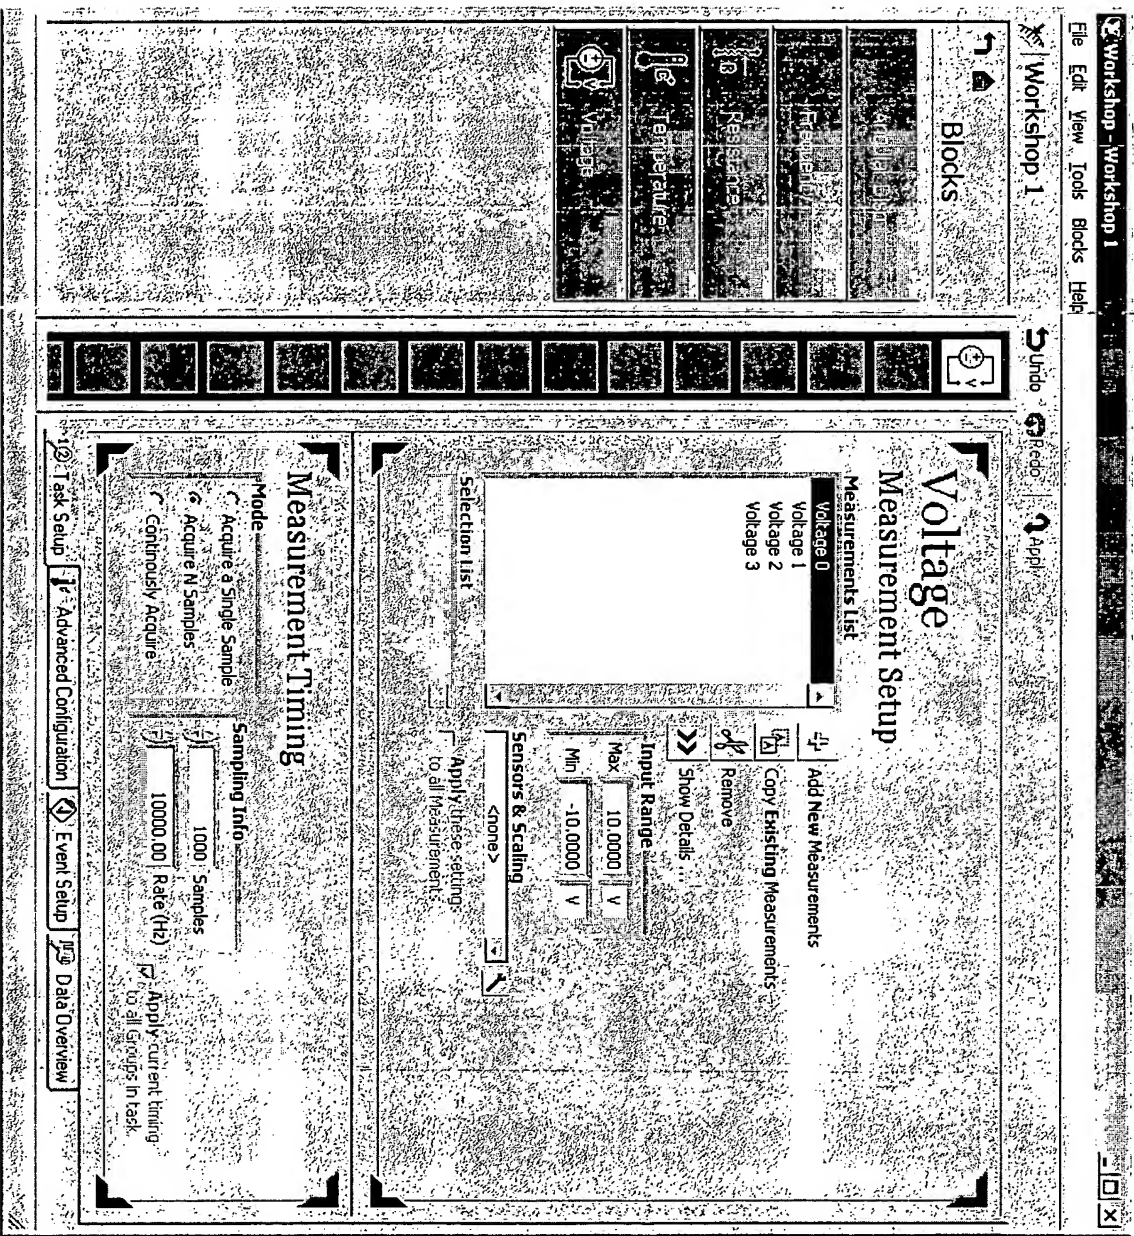 Workshop - Workshop 1
File Edit View Tools Blocks Help
Workshop 1
Undo Redo Apply
Blocks
Frequency
Resistance
Temperature
Voltage
Voltage
Measurement Setup
Measurements List
Voltage 0
Voltage 1
Voltage 2
Voltage 3
Selection List
Add New Measurements
Copy Existing Measurements
Remove
Show Details ...
Input Range
Max 10.0000 V
Min -10.0000 V
Sensors & Scaling
<none>
Apply these settings
to all Measurements
Measurement Timing
Mode
Acquire a Single Sample
Acquire N Samples
Continously Acquire
Sampling Info
1000 Samples
10000.00 Rate (Hz)
Apply current timing
to all Groups in task.
Task Setup Advanced Configuration Event Setup Data Overview